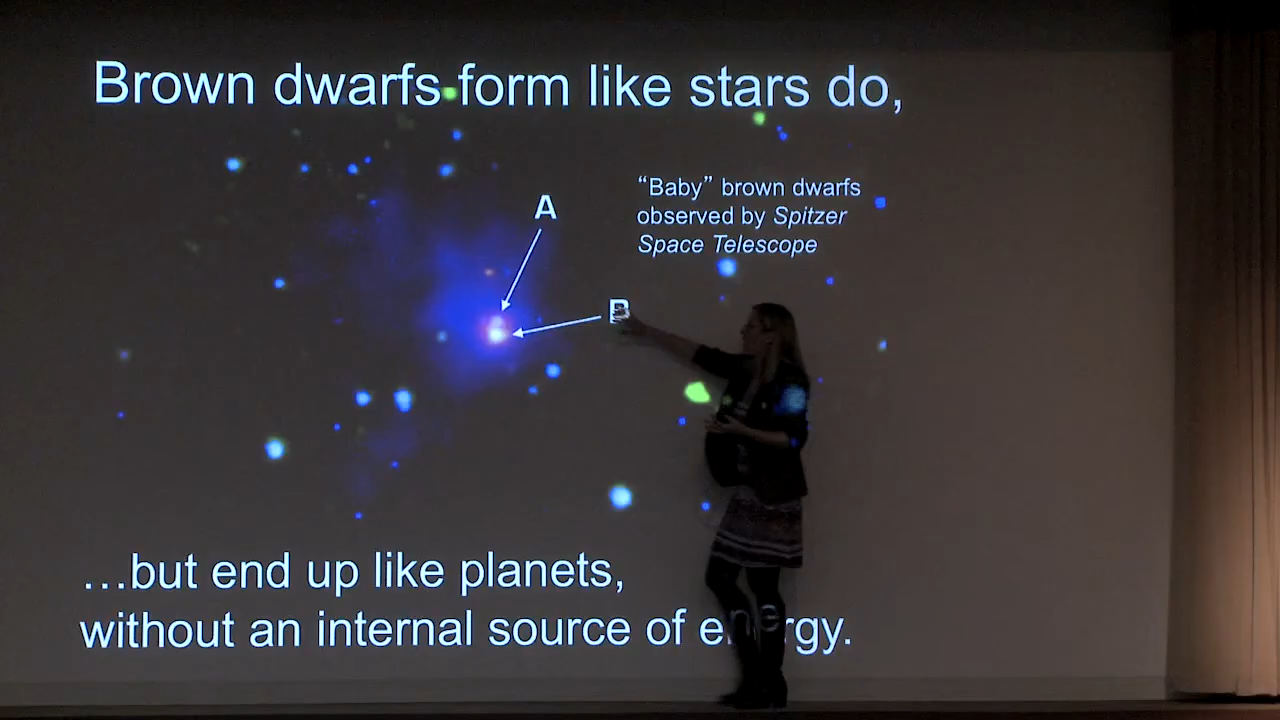 Brown dwarfs form like stars do,
A
“Baby” brown dwarfs
observed by Spitzer
Space Telescope
B
…but end up like planets,
without an internal source of energy.